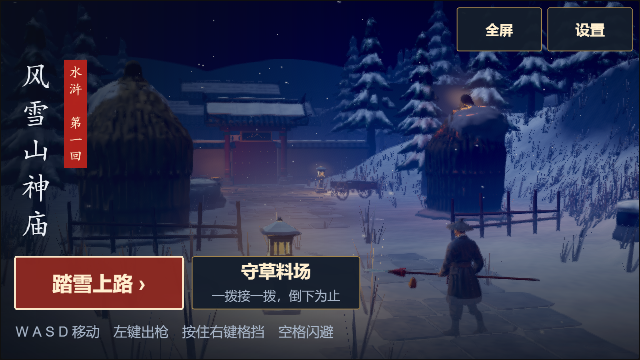 全屏
设置
风雪山神庙
水浒 第一回
踏雪上路 ›
守草料场
一拨接一拨，倒下为止
W A S D 移动 左键出枪 按住右键格挡 空格闪避